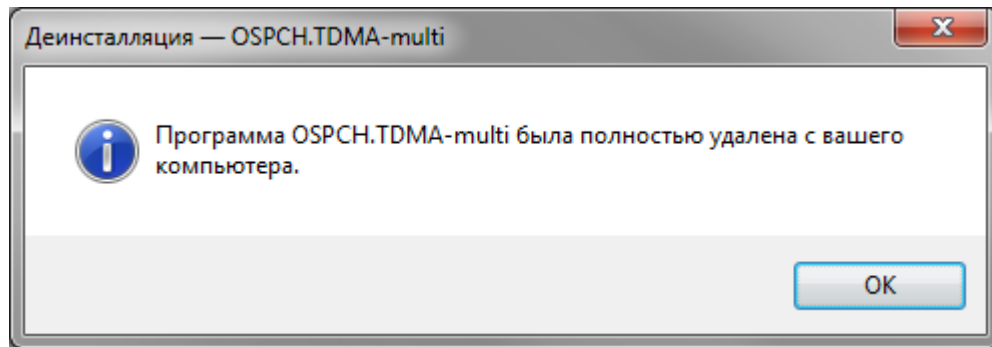 Деинсталляция — OSPCH.TDMA-multi
Программа OSPCH.TDMA-multi была полностью удалена с вашего
компьютера.
OK